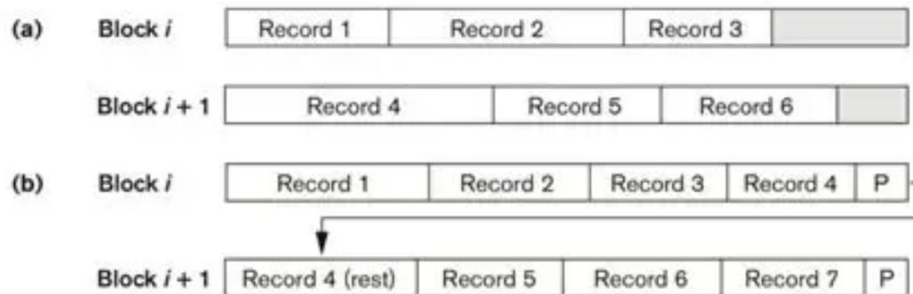 (a) Block i Record 1 Record 2 Record 3
Block i + 1 Record 4 Record 5 Record 6
(b) Block i Record 1 Record 2 Record 3 Record 4 P
Block i + 1 Record 4 (rest) Record 5 Record 6 Record 7 P